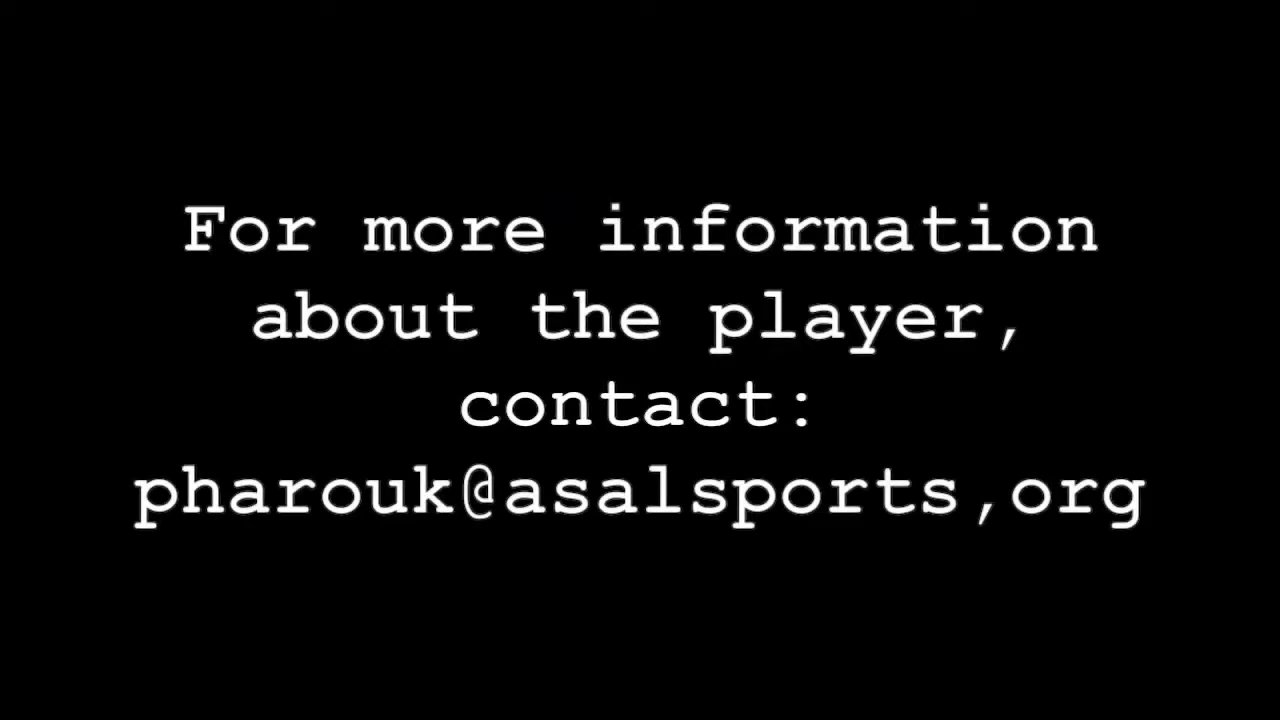 For more information
about the player,
contact:
pharouk@asalsports,org